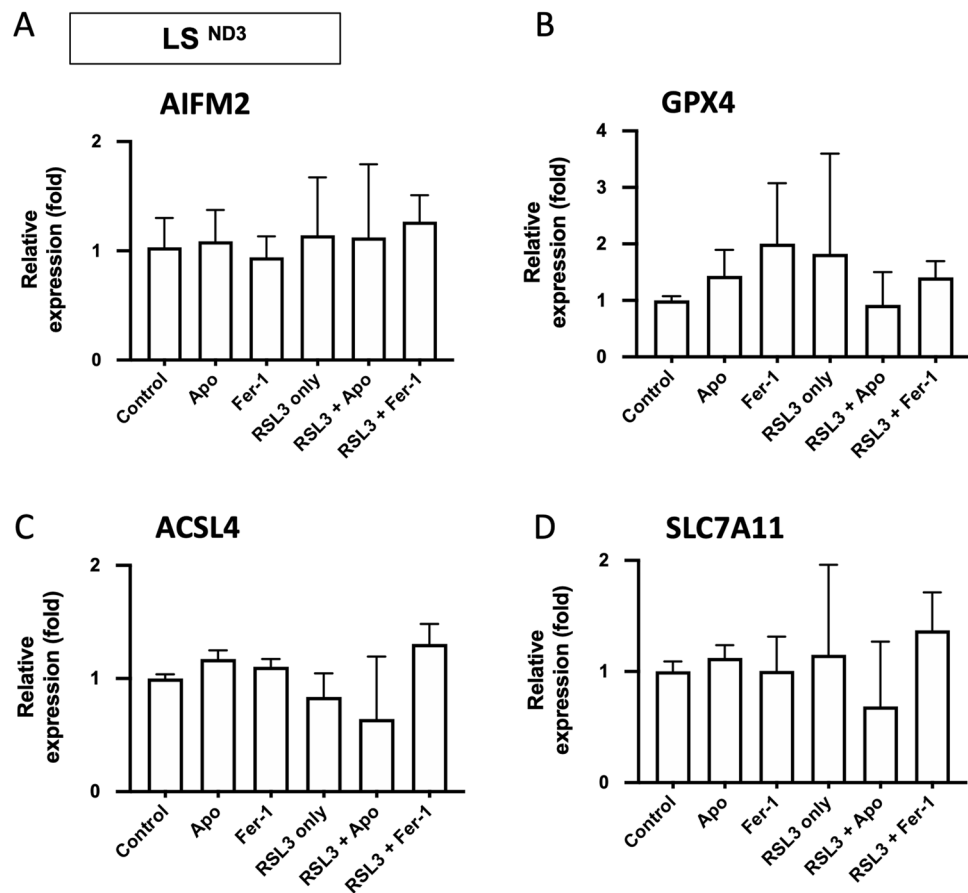 A
LS ND3
AIFM2
Relative
expression (fold)
2
1
0
Control
Apo
Fer-1
RSL3 only
RSL3 + Apo
RSL3 + Fer-1
B
GPX4
Relative
expression (fold)
4
3
2
1
0
Control
Apo
Fer-1
RSL3 only
RSL3 + Apo
RSL3 + Fer-1
C
ACSL4
Relative
expression (fold)
2
1
0
Control
Apo
Fer-1
RSL3 only
RSL3 + Apo
RSL3 + Fer-1
D
SLC7A11
Relative
expression (fold)
2
1
0
Control
Apo
Fer-1
RSL3 only
RSL3 + Apo
RSL3 + Fer-1